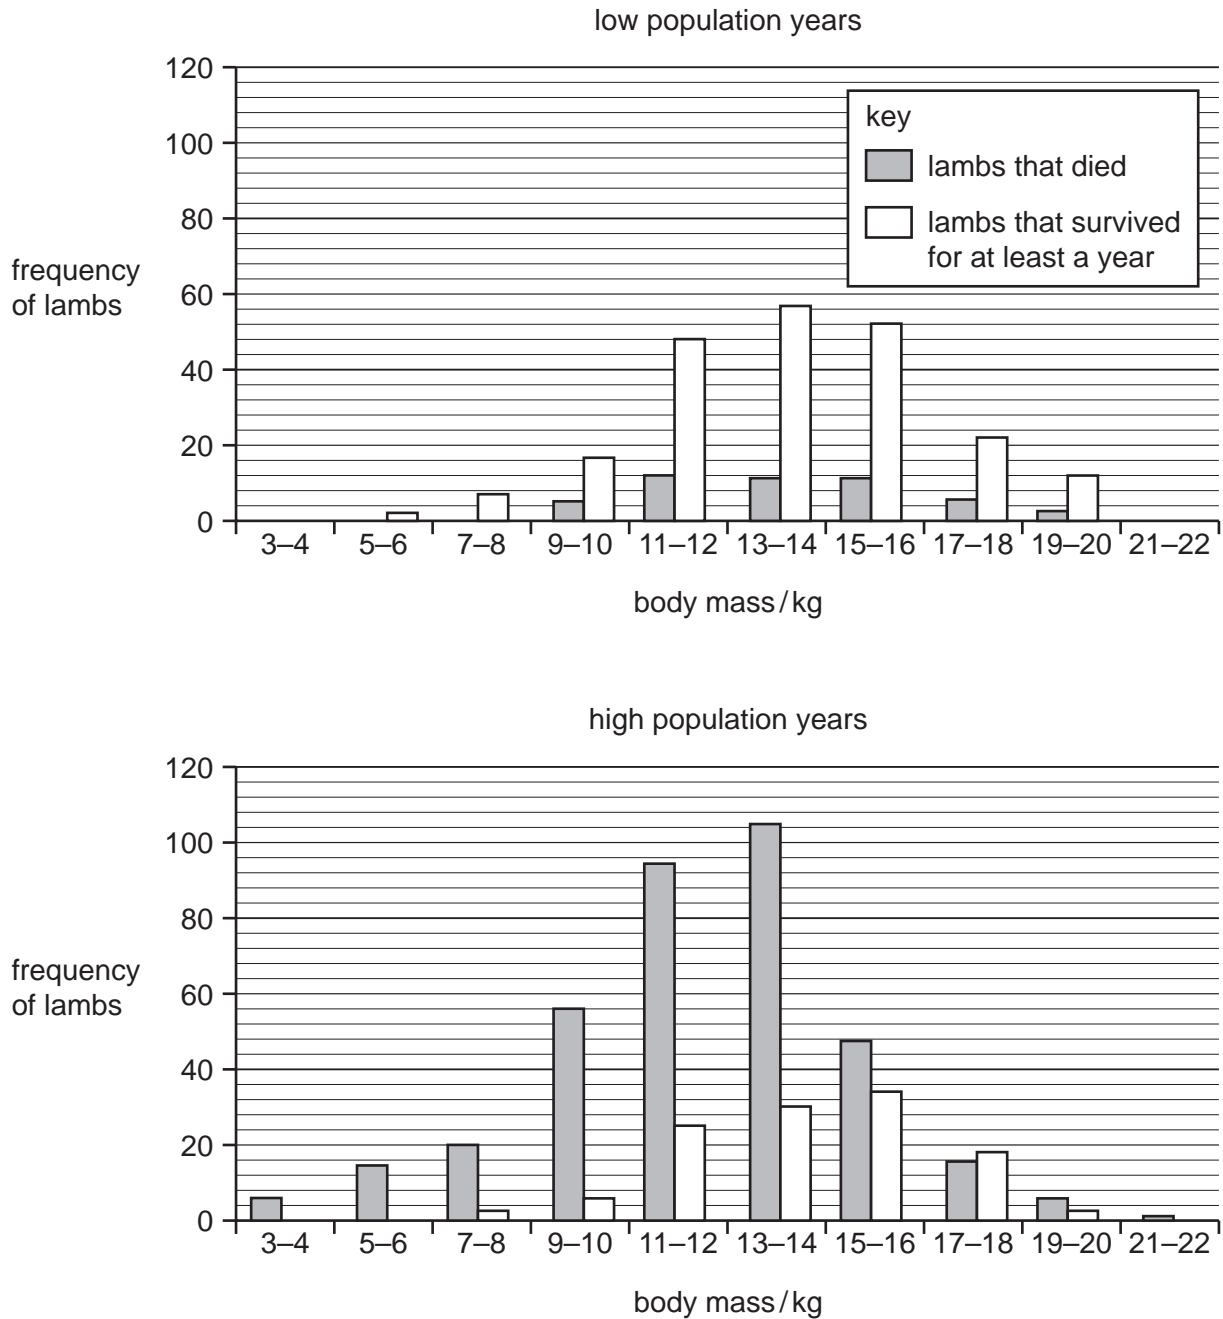 low population years
120
100
80
60
40
20
0
frequency
of lambs
key
lambs that died
lambs that survived
for at least a year
3–4 5–6 7–8 9–10 11–12 13–14 15–16 17–18 19–20 21–22
body mass / kg
high population years
120
100
80
60
40
20
0
frequency
of lambs
3–4 5–6 7–8 9–10 11–12 13–14 15–16 17–18 19–20 21–22
body mass / kg